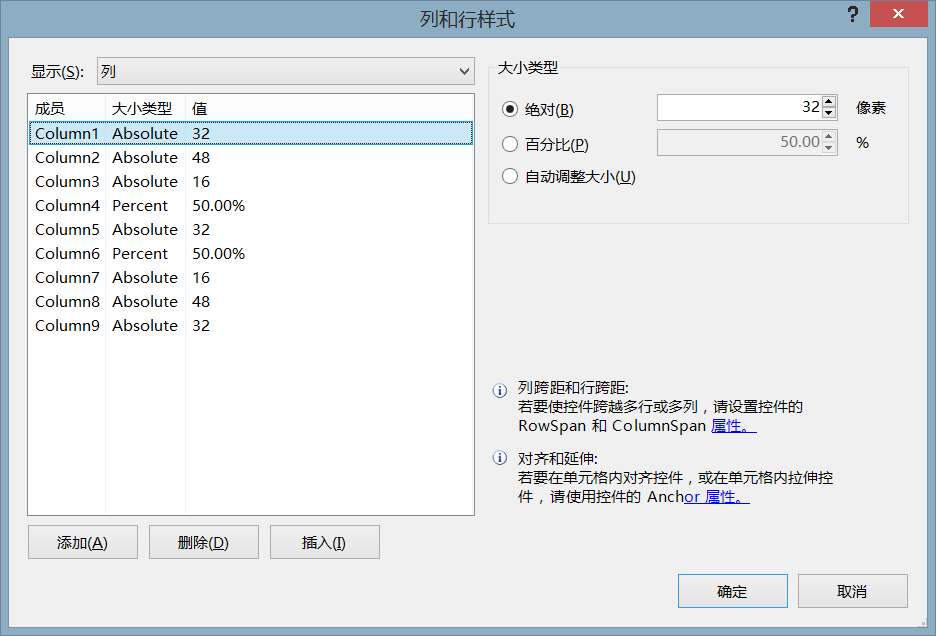 列和行样式
?
显示(S): 列
成员 大小类型 值
Column1 Absolute 32
Column2 Absolute 48
Column3 Absolute 16
Column4 Percent 50.00%
Column5 Absolute 32
Column6 Percent 50.00%
Column7 Absolute 16
Column8 Absolute 48
Column9 Absolute 32
添加(A) 删除(D) 插入(I)
大小类型
绝对(B) 32 像素
百分比(P) 50.00 %
自动调整大小(U)
列跨距和行跨距:
若要使控件跨越多行或多列，请设置控件的
RowSpan 和 ColumnSpan 属性。
对齐和延伸:
若要在单元格内对齐控件，或在单元格内拉伸控
件，请使用控件的 Anchor 属性。
确定 取消